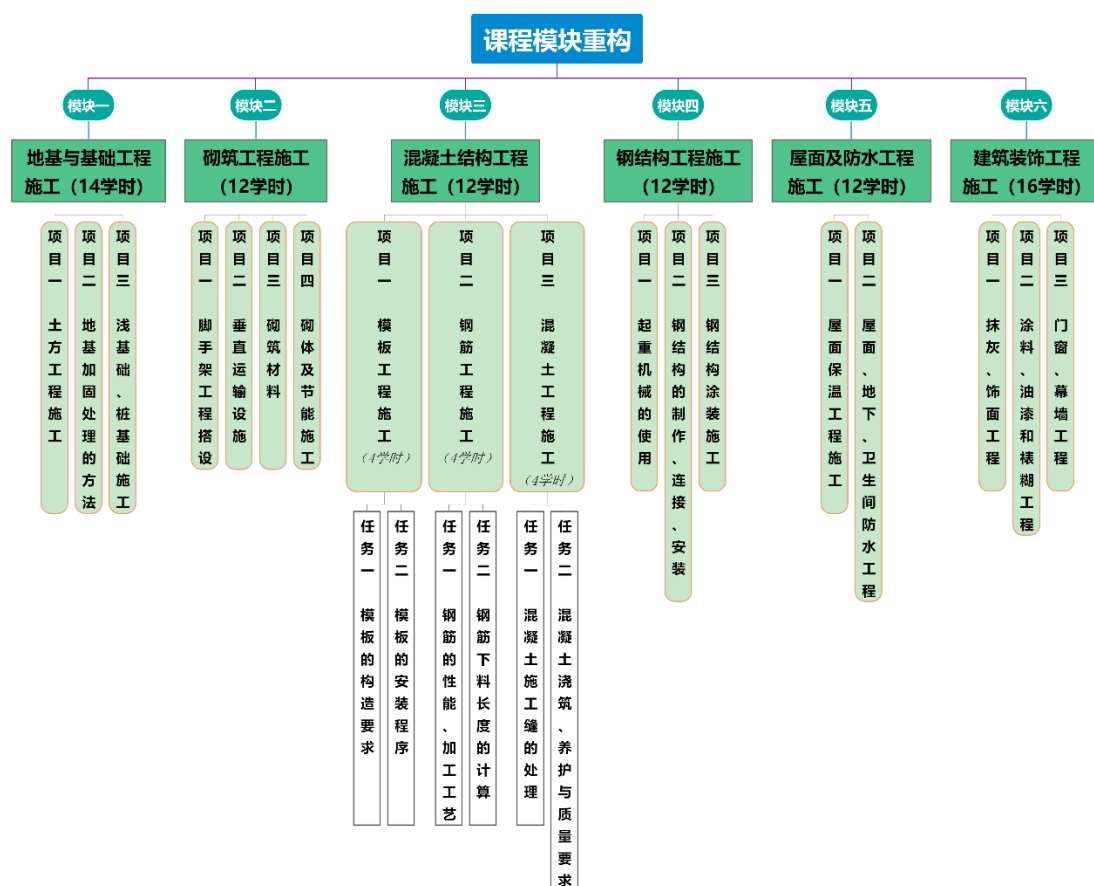 课程模块重构
模块一
模块二
模块三
模块四
模块五
模块六
地基与基础工程
施工（14学时）
砌筑工程施工
（12学时）
混凝土结构工程
施工（12学时）
钢结构工程施工
（12学时）
屋面及防水工程
施工（12学时）
建筑装饰工程
施工（16学时）
项目一 土方工程施工
项目二 地基加固处理的方法
项目三 浅基础、桩基础施工
项目一 脚手架工程搭设
项目二 垂直运输设施
项目三 砌筑材料
项目四 砌体及节能施工
项目一 模板工程施工（4学时）
项目二 钢筋工程施工（4学时）
项目三 混凝土工程施工（4学时）
项目一 起重机械的使用
项目二 钢结构的制作、连接、安装
项目三 钢结构涂装施工
项目一 屋面保温工程施工
项目二 屋面、地下、卫生间防水工程
项目一 抹灰、饰面工程
项目二 涂料、油漆和裱糊工程
项目三 门窗、幕墙工程
任务一 模板的构造要求
任务二 模板的安装程序
任务一 钢筋的性能、加工工艺
任务二 钢筋下料长度的计算
任务一 混凝土施工缝的处理
任务二 混凝土浇筑、养护与质量要求